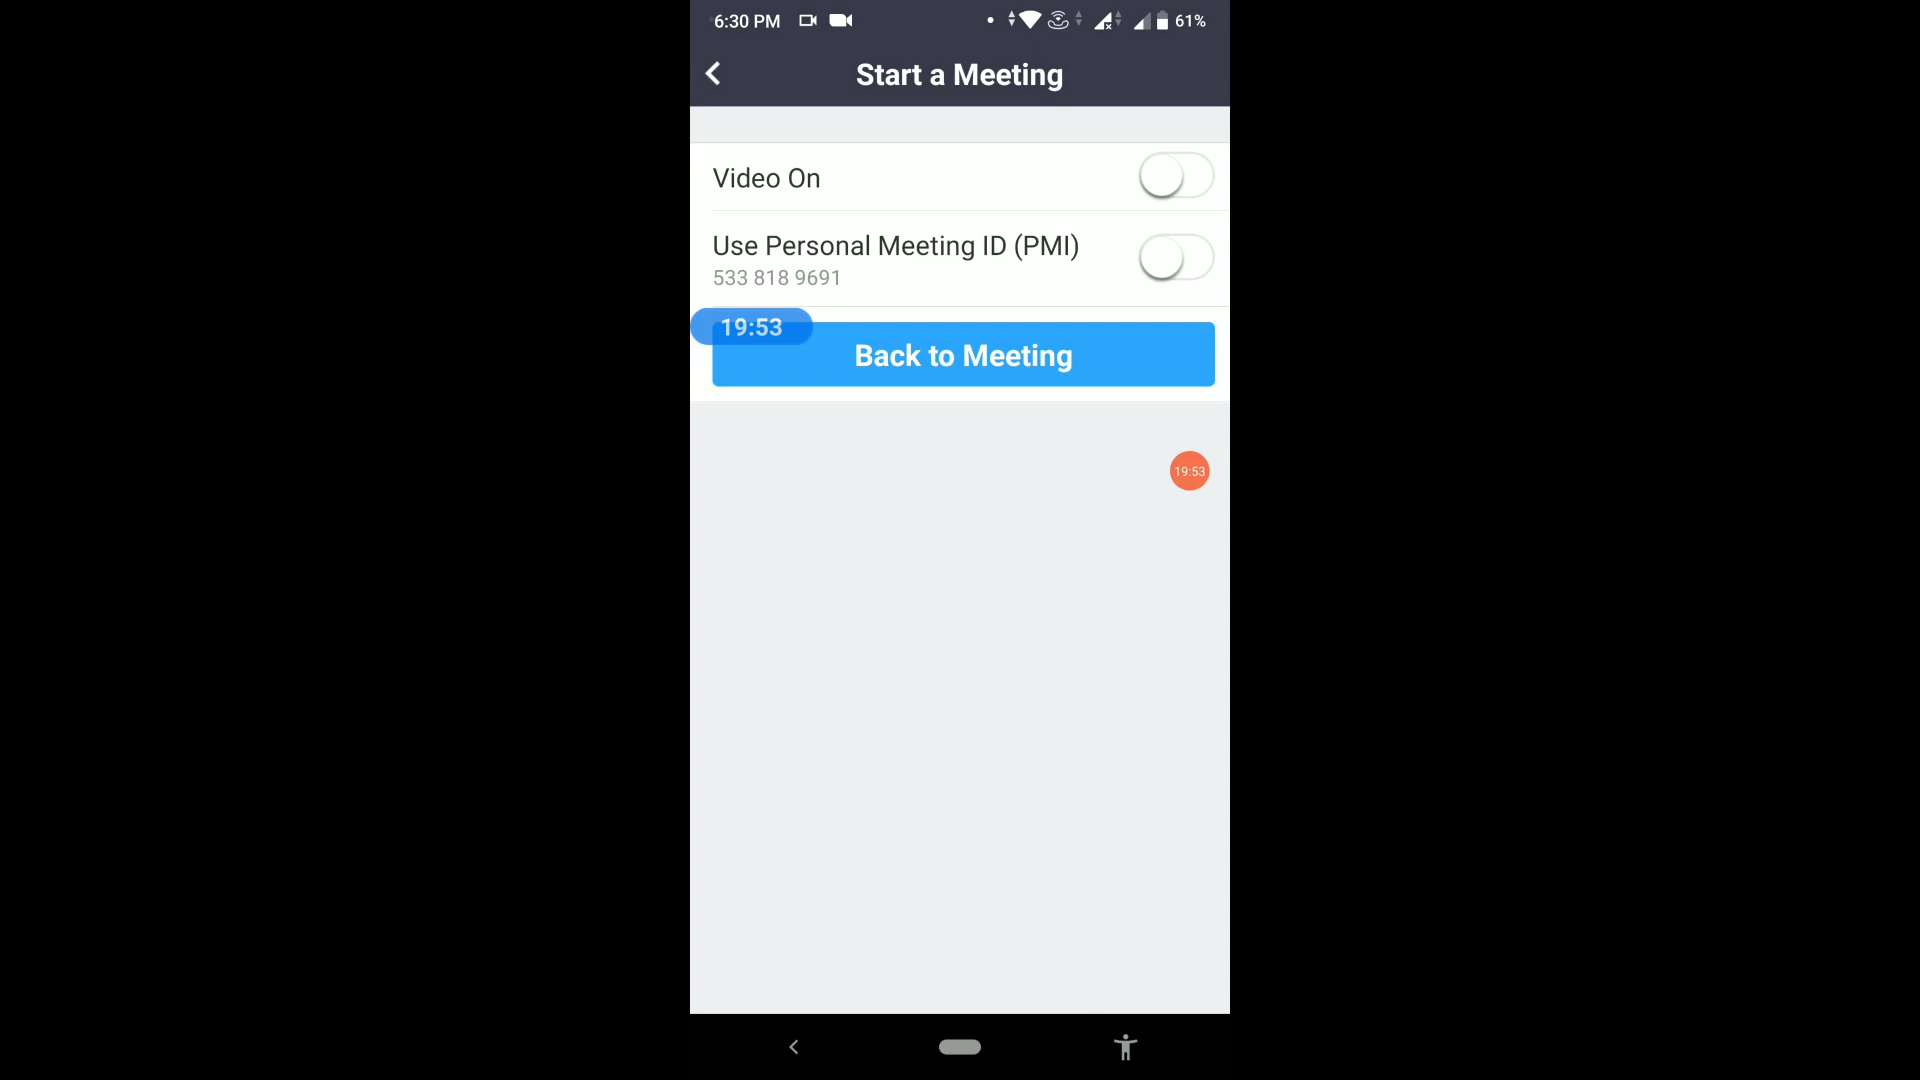 6:30 PM 61%
Start a Meeting
Video On
Use Personal Meeting ID (PMI)
533 818 9691
19:53
Back to Meeting
19:53